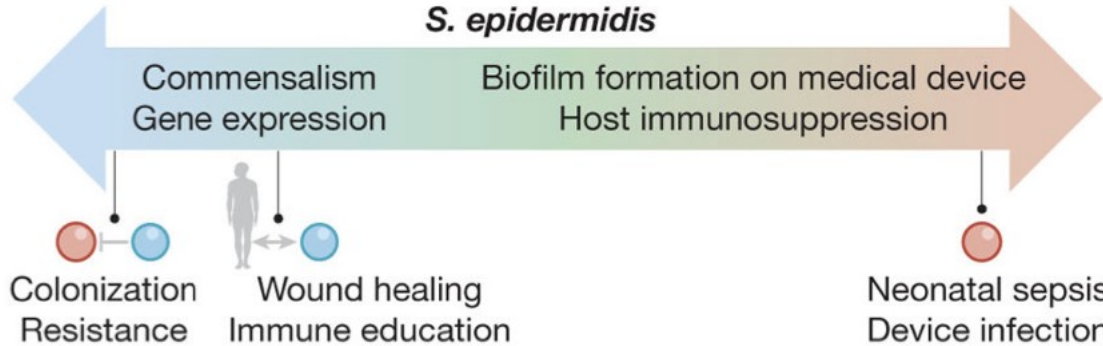 S. epidermidis
Commensalism
Gene expression
Biofilm formation on medical device
Host immunosuppression
Colonization
Resistance
Wound healing
Immune education
Neonatal sepsis
Device infection